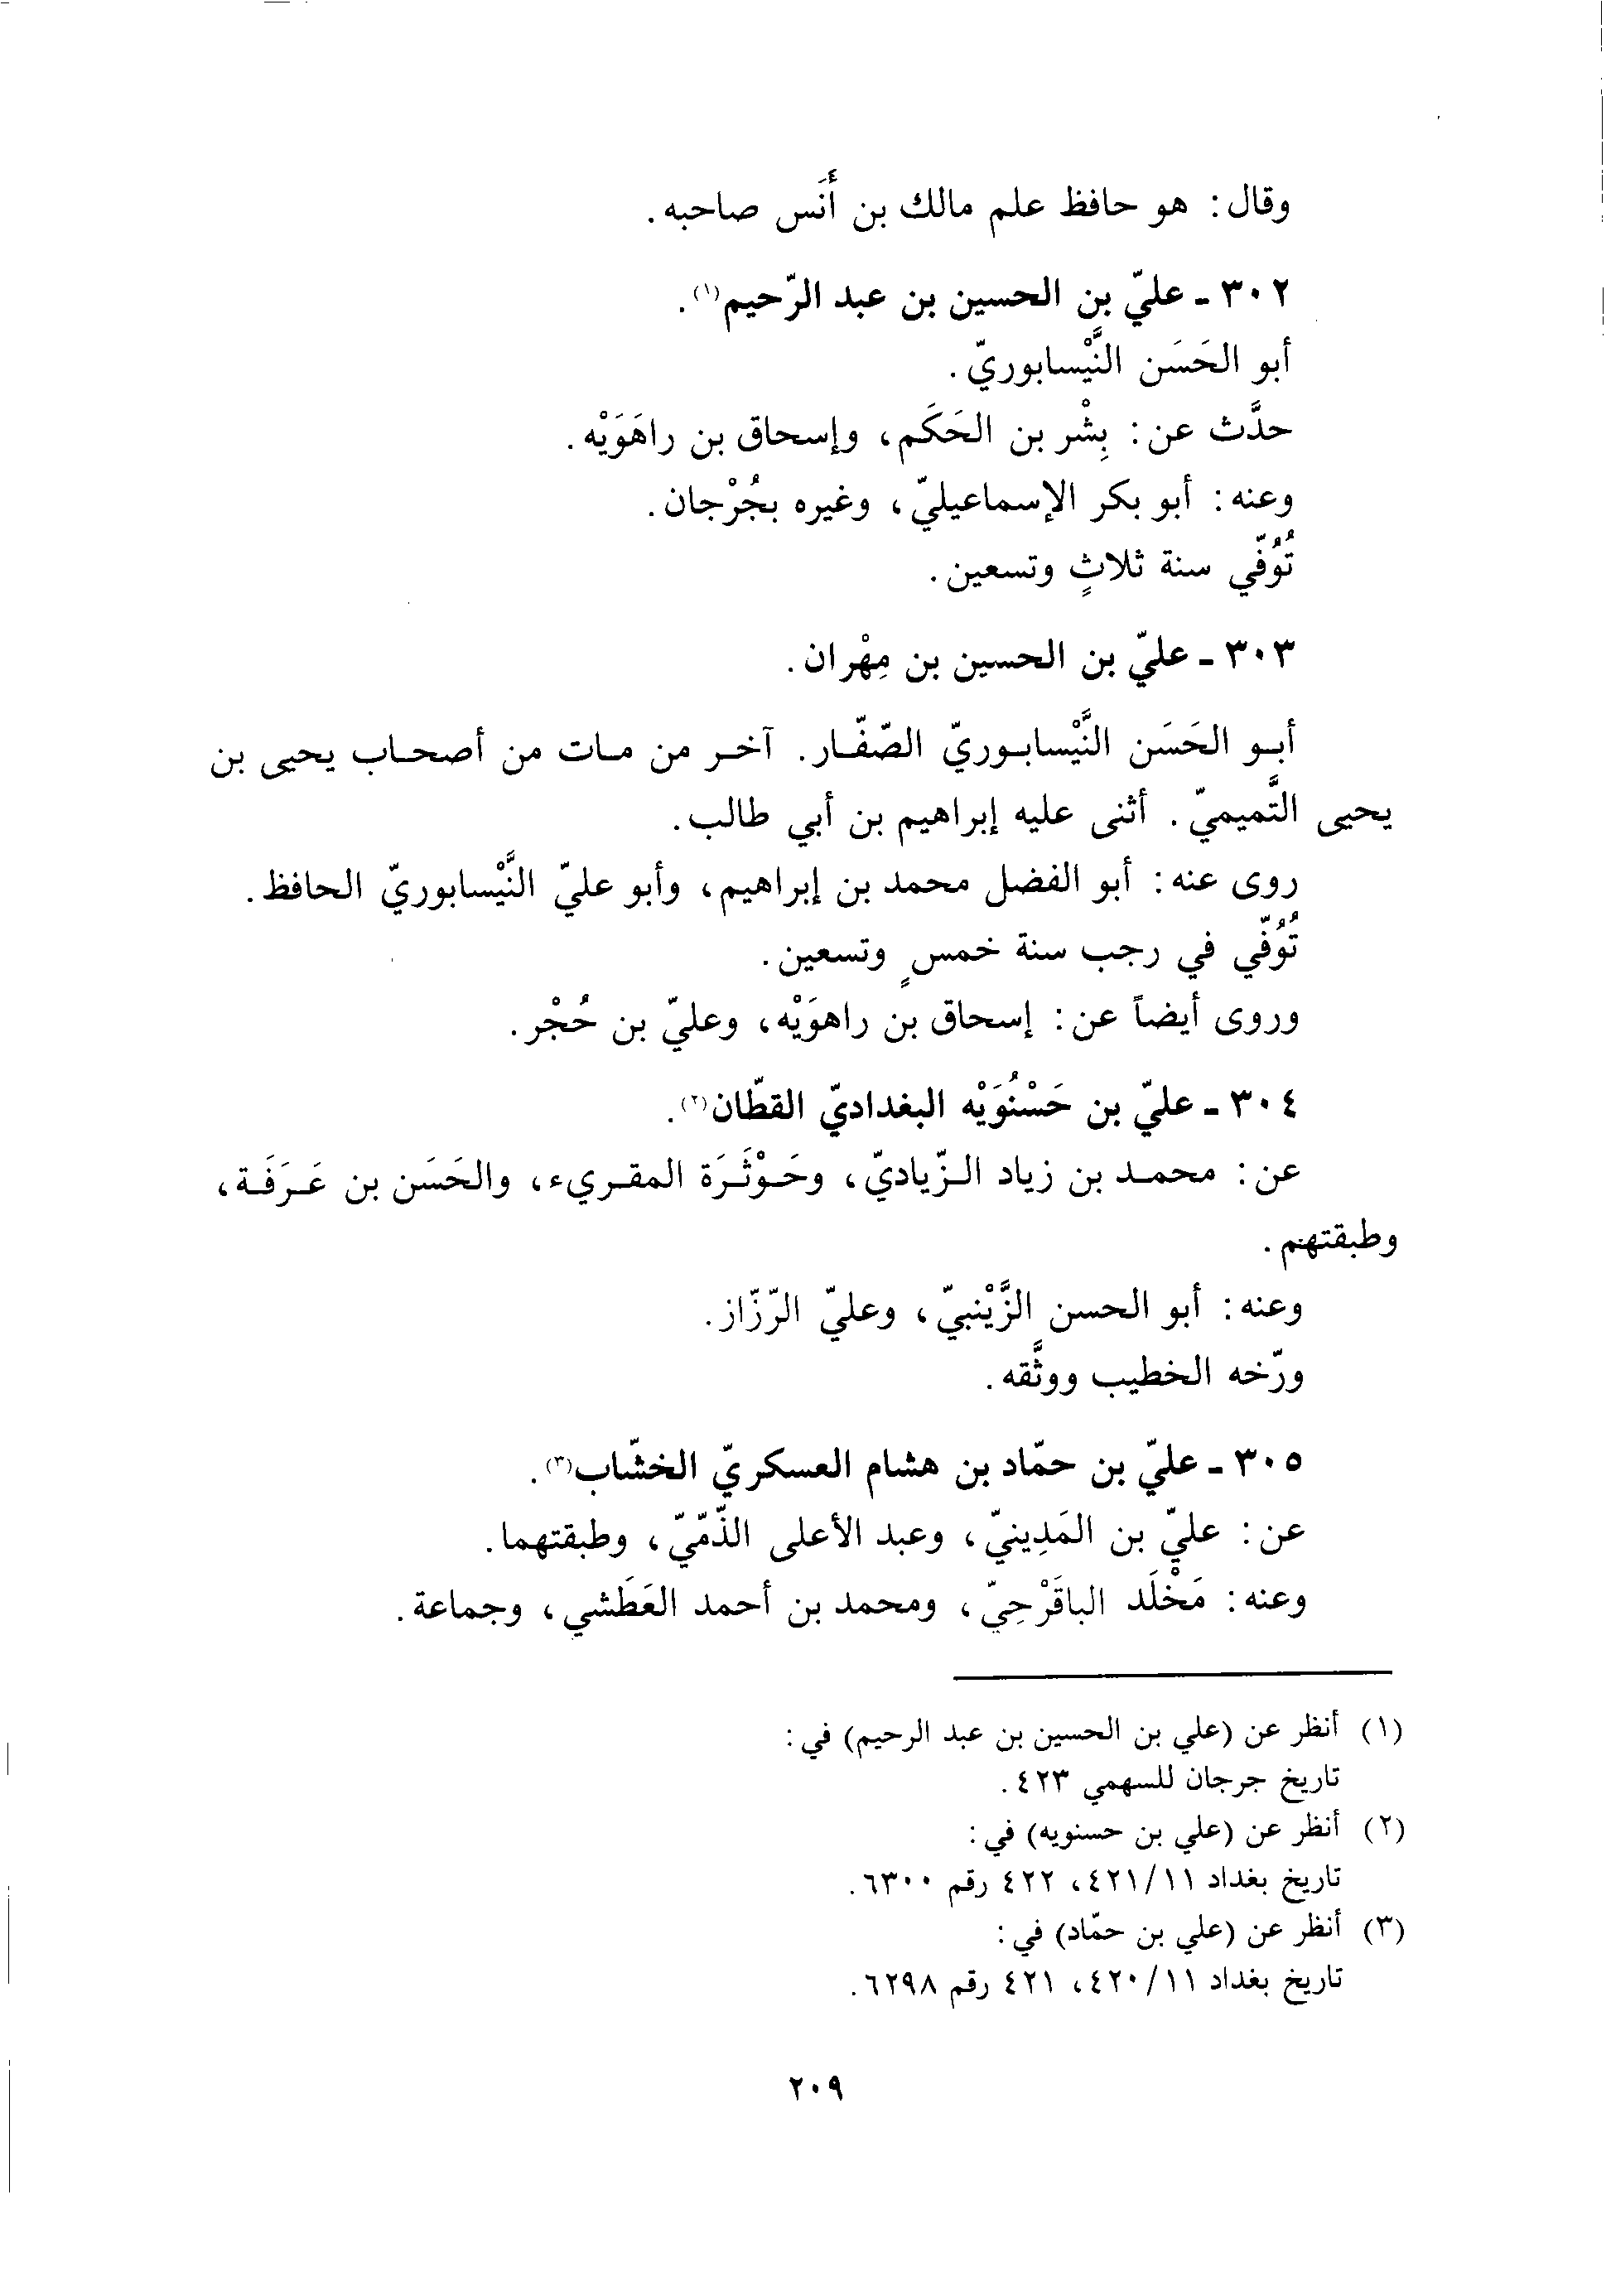 وقال: هو حافظ علم مالك بن أَنَس صاحبه.
٣٠٢ - عليّ بن الحسين بن عبد الرّحيم(١).
أبو الحَسَن النَّيْسابوريّ.
حدَّث عن: بِشْر بن الحَكَم، وإسحاق بن راهَوَيْه.
وعنه: أبو بكر الإسماعيليّ، وغيره بجُرْجان.
تُوُفّي سنة ثلاثٍ وتسعين.
٣٠٣ - عليّ بن الحسين بن مِهْران.
أبو الحَسَن النَّيْسابوريّ الصّفّار. آخر من مات من أصحاب يحيى بن
يحيى التَّميميّ. أثنى عليه إبراهيم بن أبي طالب.
روى عنه: أبو الفضل محمد بن إبراهيم، وأبو عليّ النَّيْسابوريّ الحافظ.
تُوُفّي في رجب سنة خمسٍ وتسعين.
وروى أيضاً عن: إسحاق بن راهوَيْه، وعليّ بن حُجْر.
٣٠٤ - عليّ بن حَسْنُوَيْه البغداديّ القطّان(٢).
عن: محمد بن زياد الزّياديّ، وحَوْثَرَة المقريء، والحَسَن بن عَرَفَة،
وطبقتهم.
وعنه: أبو الحسن الزَّيْنبيّ، وعليّ الرّزّاز.
ورّخه الخطيب ووثَّقه.
٣٠٥ - عليّ بن حمّاد بن هشام العسكريّ الخشّاب(٣).
عن: عليّ بن المَدِينيّ، وعبد الأعلى الذّمّيّ، وطبقتهما.
وعنه: مَخْلَد الباقَرْحِيّ، ومحمد بن أحمد العَطَشي، وجماعة.
(١) أنظر عن (علي بن الحسين بن عبد الرحيم) في:
تاريخ جرجان للسهمي ٤٢٣.
(٢) أنظر عن (علي بن حسنويه) في:
تاريخ بغداد ٤٢١/١١، ٤٢٢ رقم ٦٣٠٠.
(٣) أنظر عن (علي بن حمّاد) في:
تاريخ بغداد ٤٢٠/١١، ٤٢١ رقم ٦٢٩٨.
٢٠٩